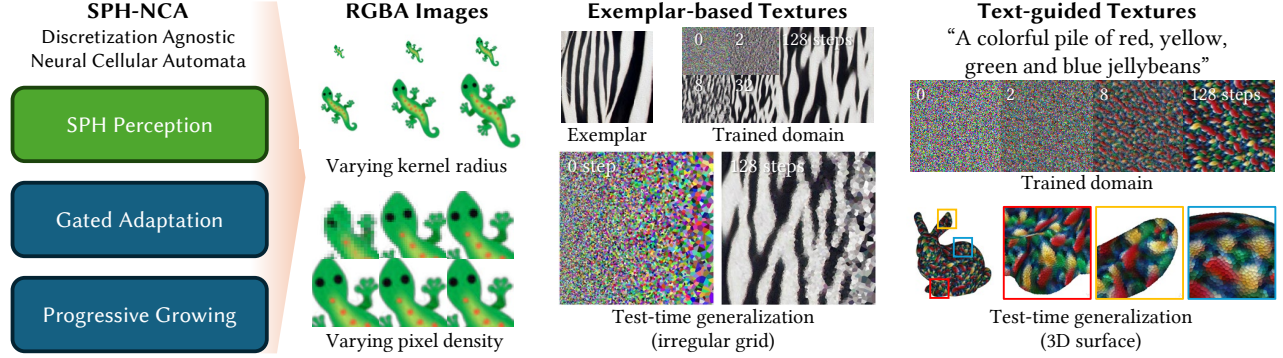 SPH-NCA
Discretization Agnostic
Neural Cellular Automata
SPH Perception
Gated Adaptation
Progressive Growing
RGBA Images
Varying kernel radius
Varying pixel density
Exemplar-based Textures
0
2
128 steps
8
32
Exemplar
Trained domain
0 step
128 steps
Test-time generalization
(irregular grid)
Text-guided Textures
“A colorful pile of red, yellow,
green and blue jellybeans”
0
2
8
128 steps
Trained domain
Test-time generalization
(3D surface)